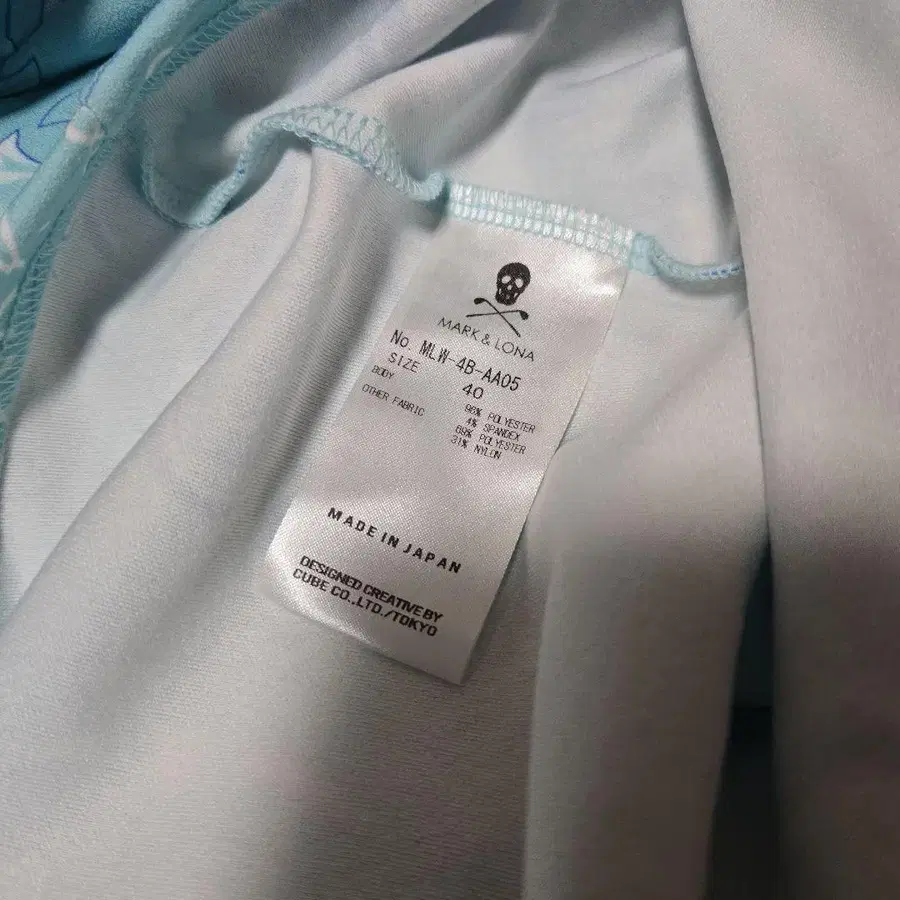 MARK & LONA
No. MLW-4B-AA05
SIZE 40
BODY 96% POLYESTER
4% SPANDEX
OTHER FABRIC 69% POLYESTER
31% NYLON
MADE IN JAPAN
DESIGNED CREATIVE BY
CUBE CO.,LTD./TOKYO